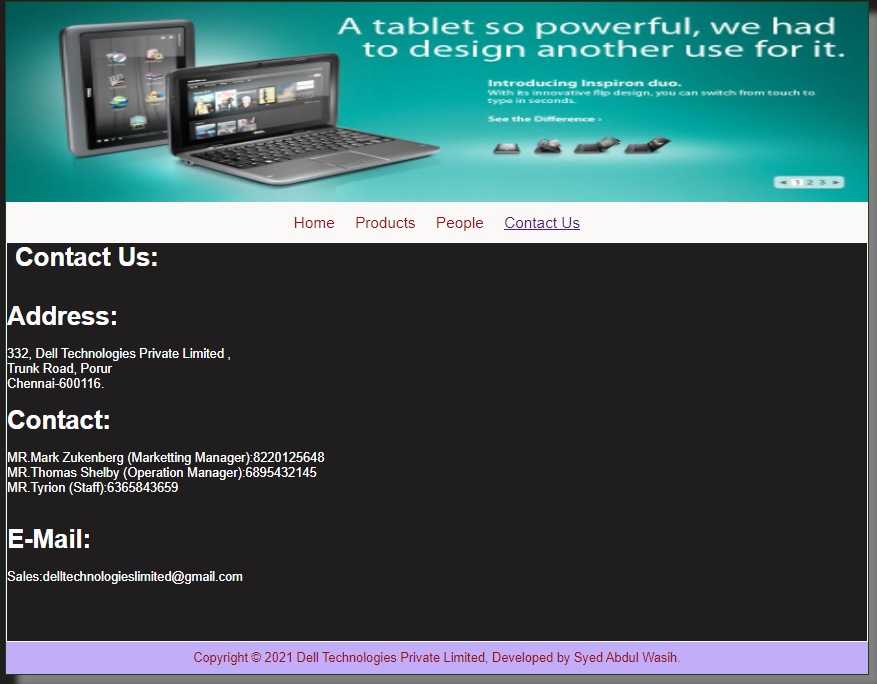 A tablet so powerful, we had
to design another use for it.
Introducing Inspiron duo.
With its innovative flip design, you can switch from touch to
type in seconds.
See the Difference ›
◄ 1 2 3 ►
Home Products People Contact Us
Contact Us:
Address:
332, Dell Technologies Private Limited ,
Trunk Road, Porur
Chennai-600116.
Contact:
MR.Mark Zukenberg (Marketting Manager):8220125648
MR.Thomas Shelby (Operation Manager):6895432145
MR.Tyrion (Staff):6365843659
E-Mail:
Sales:delltechnologieslimited@gmail.com
Copyright © 2021 Dell Technologies Private Limited, Developed by Syed Abdul Wasih.